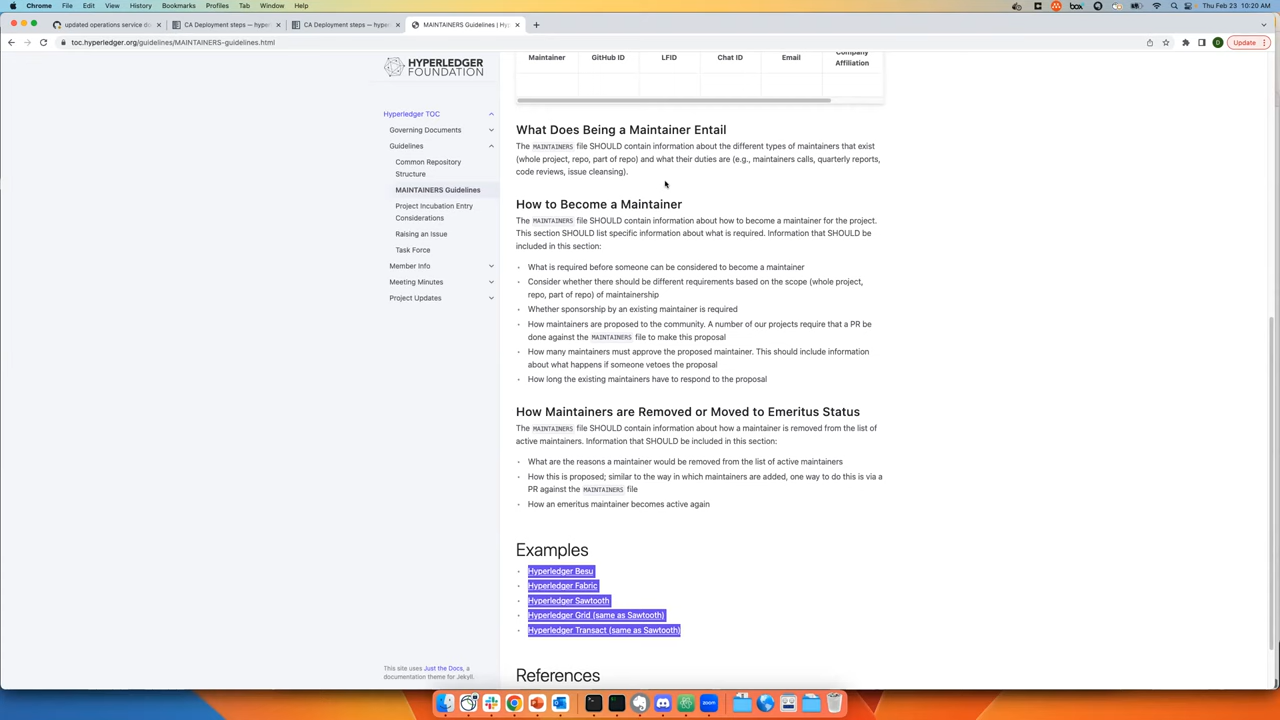 Chrome File Edit View History Bookmarks Profiles Tab Window Help
Thu Feb 23 10:20 AM
updated operations service do
CA Deployment steps — hyper
CA Deployment steps — hyper
MAINTAINERS Guidelines | Hy
toc.hyperledger.org/guidelines/MAINTAINERS-guidelines.html
D
Update
HYPERLEDGER
FOUNDATION
Hyperledger TOC
Governing Documents
Guidelines
Common Repository
Structure
MAINTAINERS Guidelines
Project Incubation Entry
Considerations
Raising an Issue
Task Force
Member Info
Meeting Minutes
Project Updates
This site uses Just the Docs, a
documentation theme for Jekyll.
Maintainer GitHub ID LFID Chat ID Email Company
Affiliation
What Does Being a Maintainer Entail
The MAINTAINERS file SHOULD contain information about the different types of maintainers that exist
(whole project, repo, part of repo) and what their duties are (e.g., maintainers calls, quarterly reports,
code reviews, issue cleansing).
How to Become a Maintainer
The MAINTAINERS file SHOULD contain information about how to become a maintainer for the project.
This section SHOULD list specific information about what is required. Information that SHOULD be
included in this section:
• What is required before someone can be considered to become a maintainer
• Consider whether there should be different requirements based on the scope (whole project,
repo, part of repo) of maintainership
• Whether sponsorship by an existing maintainer is required
• How maintainers are proposed to the community. A number of our projects require that a PR be
done against the MAINTAINERS file to make this proposal
• How many maintainers must approve the proposed maintainer. This should include information
about what happens if someone vetoes the proposal
• How long the existing maintainers have to respond to the proposal
How Maintainers are Removed or Moved to Emeritus Status
The MAINTAINERS file SHOULD contain information about how a maintainer is removed from the list of
active maintainers. Information that SHOULD be included in this section:
• What are the reasons a maintainer would be removed from the list of active maintainers
• How this is proposed; similar to the way in which maintainers are added, one way to do this is via a
PR against the MAINTAINERS file
• How an emeritus maintainer becomes active again
Examples
• Hyperledger Besu
• Hyperledger Fabric
• Hyperledger Sawtooth
• Hyperledger Grid (same as Sawtooth)
• Hyperledger Transact (same as Sawtooth)
References